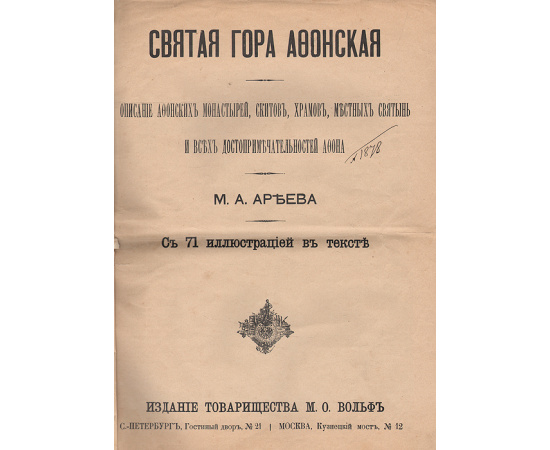 СВЯТАЯ ГОРА АѲОНСКАЯ
ОПИСАНІЕ АѲОНСКИХЪ МОНАСТЫРЕЙ, СКИТОВЪ, ХРАМОВЪ, МѢСТНЫХЪ СВЯТЫНЬ
И ВСѢХЪ ДОСТОПРИМѢЧАТЕЛЬНОСТЕЙ АѲОНА
1878
М. А. АРѢЕВА
Съ 71 иллюстраціей въ текстѣ
ИЗДАНІЕ ТОВАРИЩЕСТВА М. О. ВОЛЬФЪ
С.-ПЕТЕРБУРГЪ, Гостиный дворъ, № 21 | МОСКВА, Кузнецкій мостъ, № 12